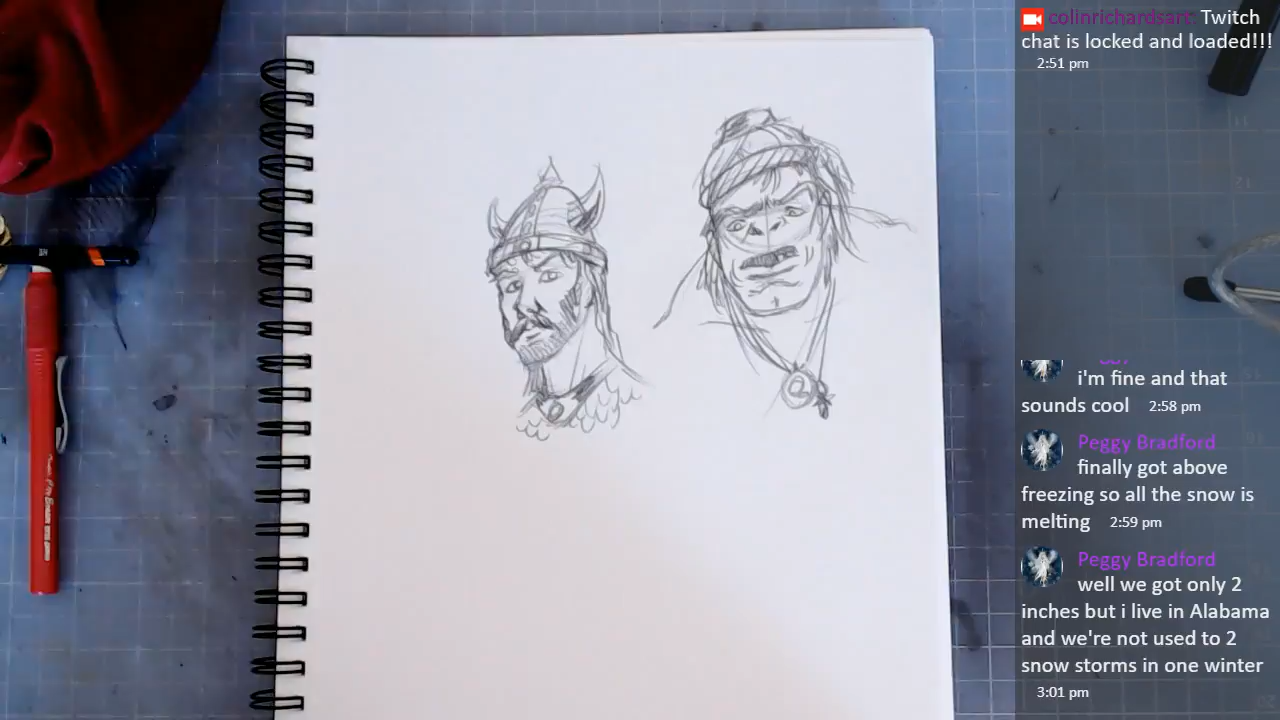 colinrichardsart: Twitch
chat is locked and loaded!!!
2:51 pm
i'm fine and that
sounds cool 2:58 pm
Peggy Bradford
finally got above
freezing so all the snow is
melting 2:59 pm
Peggy Bradford
well we got only 2
inches but i live in Alabama
and we're not used to 2
snow storms in one winter
3:01 pm